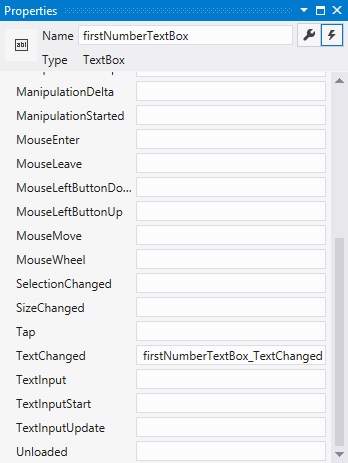 Properties
abl
Name firstNumberTextBox
Type TextBox
ManipulationDelta
ManipulationStarted
MouseEnter
MouseLeave
MouseLeftButtonDo...
MouseLeftButtonUp
MouseMove
MouseWheel
SelectionChanged
SizeChanged
Tap
TextChanged firstNumberTextBox_TextChanged
TextInput
TextInputStart
TextInputUpdate
Unloaded